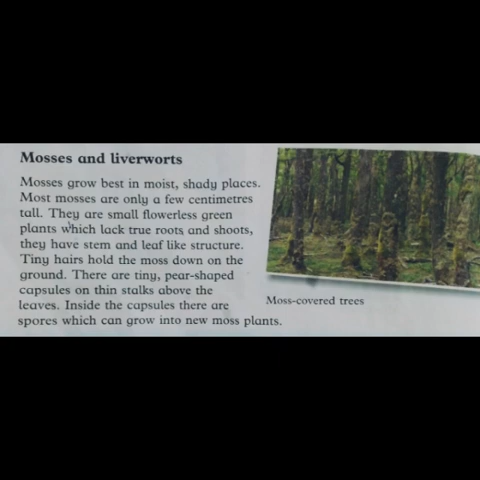 Mosses and liverworts
Mosses grow best in moist, shady places.
Most mosses are only a few centimetres
tall. They are small flowerless green
plants which lack true roots and shoots,
they have stem and leaf like structure.
Tiny hairs hold the moss down on the
ground. There are tiny, pear-shaped
capsules on thin stalks above the
leaves. Inside the capsules there are
spores which can grow into new moss plants.
Moss-covered trees